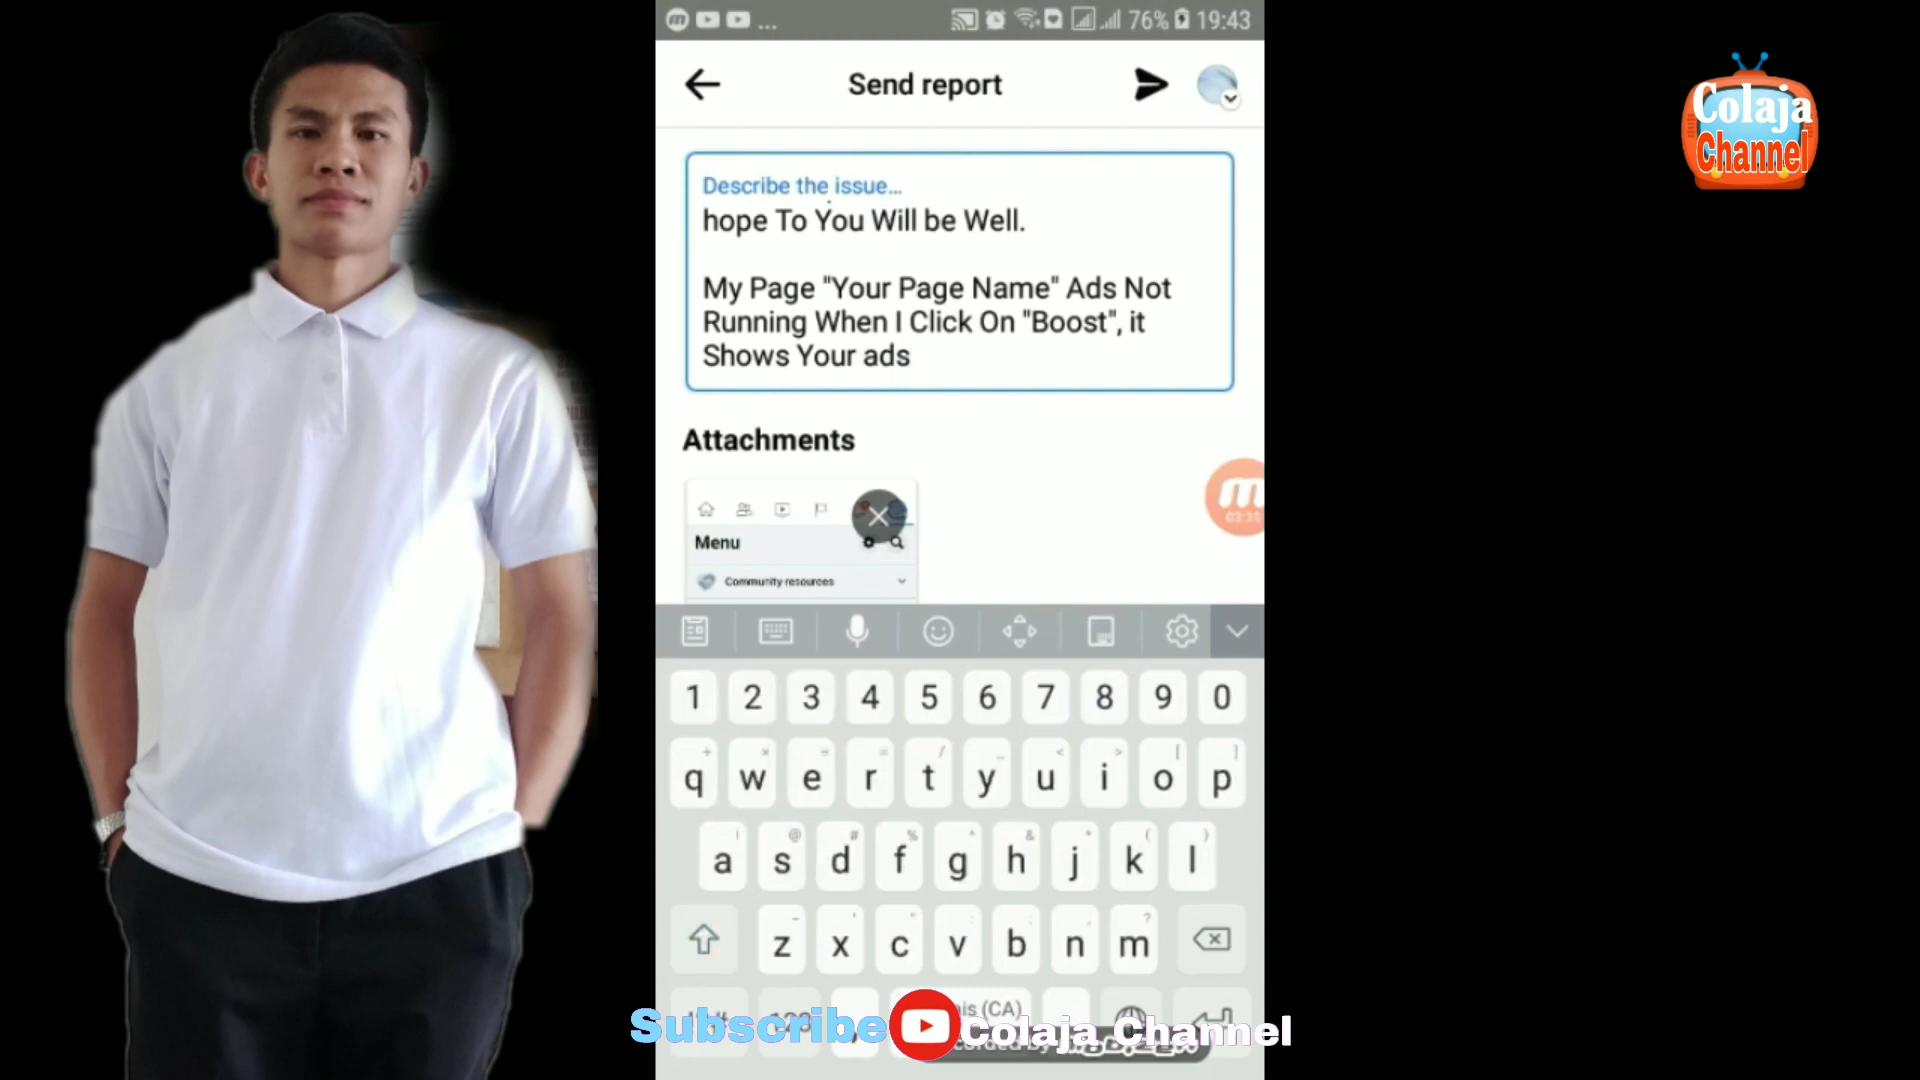 76% 19:43
Send report
Colaja
Channel
Describe the issue...
hope To You Will be Well.
My Page "Your Page Name" Ads Not
Running When I Click On "Boost", it
Shows Your ads
Attachments
03:31
Menu
Community resources
1 2 3 4 5 6 7 8 9 0
q w e r t y u i o p
a s d f g h j k l
z x c v b n m
Subscribe Colaja Channel